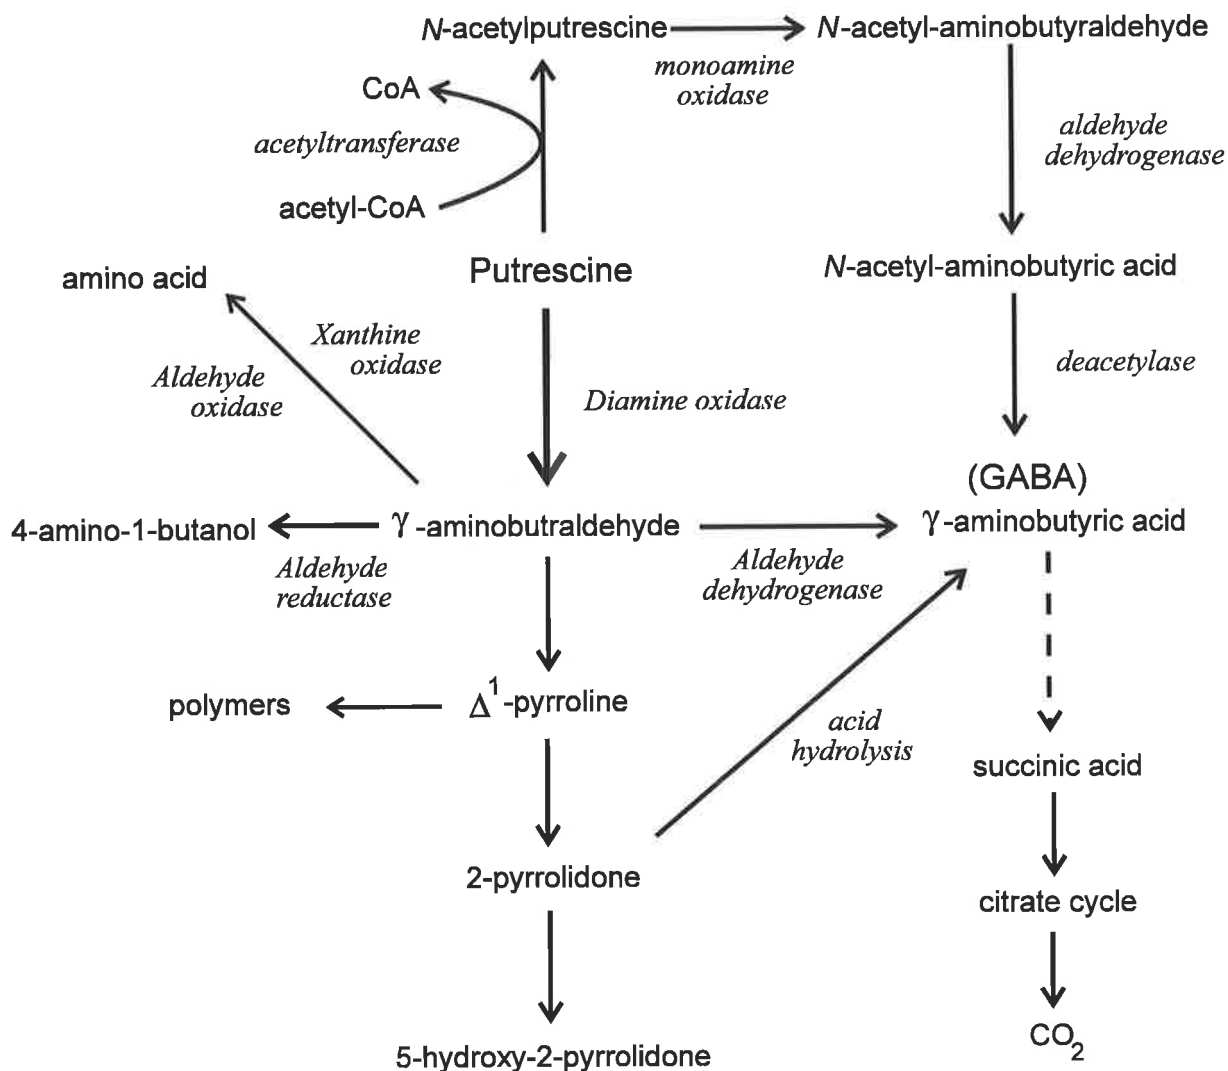 N-acetylputrescine
N-acetyl-aminobutyraldehyde
monoamine
oxidase
CoA
acetyltransferase
acetyl-CoA
aldehyde
dehydrogenase
Putrescine
N-acetyl-aminobutyric acid
amino acid
Xanthine
oxidase
Aldehyde
oxidase
Diamine oxidase
deacetylase
(GABA)
4-amino-1-butanol
γ-aminobutraldehyde
γ-aminobutyric acid
Aldehyde
reductase
Aldehyde
dehydrogenase
polymers
Δ¹-pyrroline
acid
hydrolysis
succinic acid
2-pyrrolidone
citrate cycle
5-hydroxy-2-pyrrolidone
CO₂